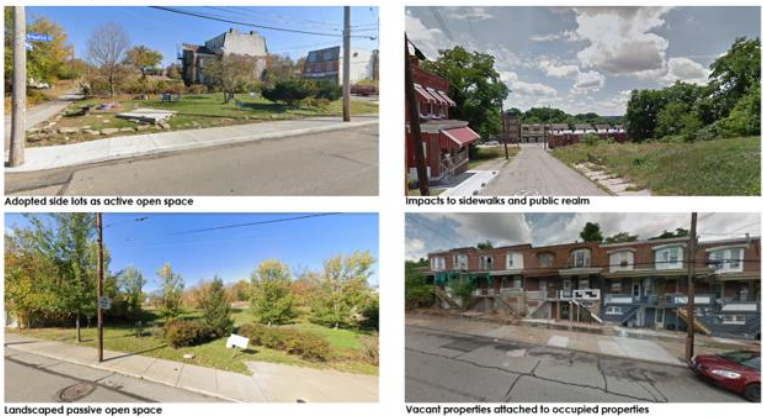 Adopted side lots as active open space
Impacts to sidewalks and public realm
Landscaped passive open space
Vacant properties attached to occupied properties